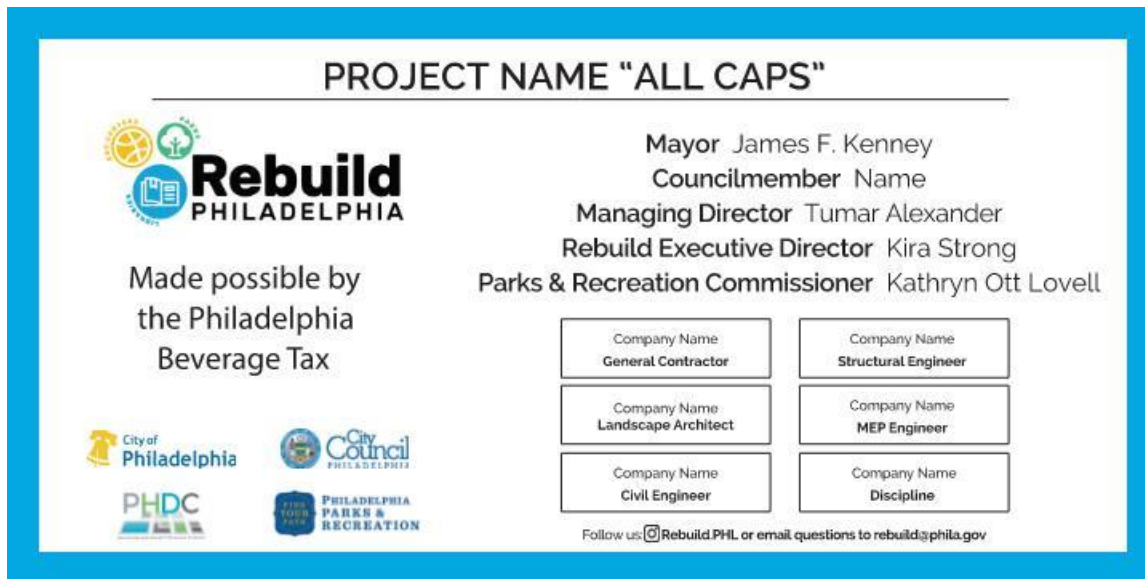 PROJECT NAME “ALL CAPS”
Rebuild
PHILADELPHIA
Made possible by
the Philadelphia
Beverage Tax
Mayor James F. Kenney
Councilmember Name
Managing Director Tumar Alexander
Rebuild Executive Director Kira Strong
Parks & Recreation Commissioner Kathryn Ott Lovell
Company Name
General Contractor
Company Name
Structural Engineer
Company Name
Landscape Architect
Company Name
MEP Engineer
Company Name
Civil Engineer
Company Name
Discipline
City of
Philadelphia
City
Council
PHILADELPHIA
PHDC
FIND
YOUR
PATH
PHILADELPHIA
PARKS &
RECREATION
Follow us: Rebuild.PHL or email questions to rebuild@phila.gov